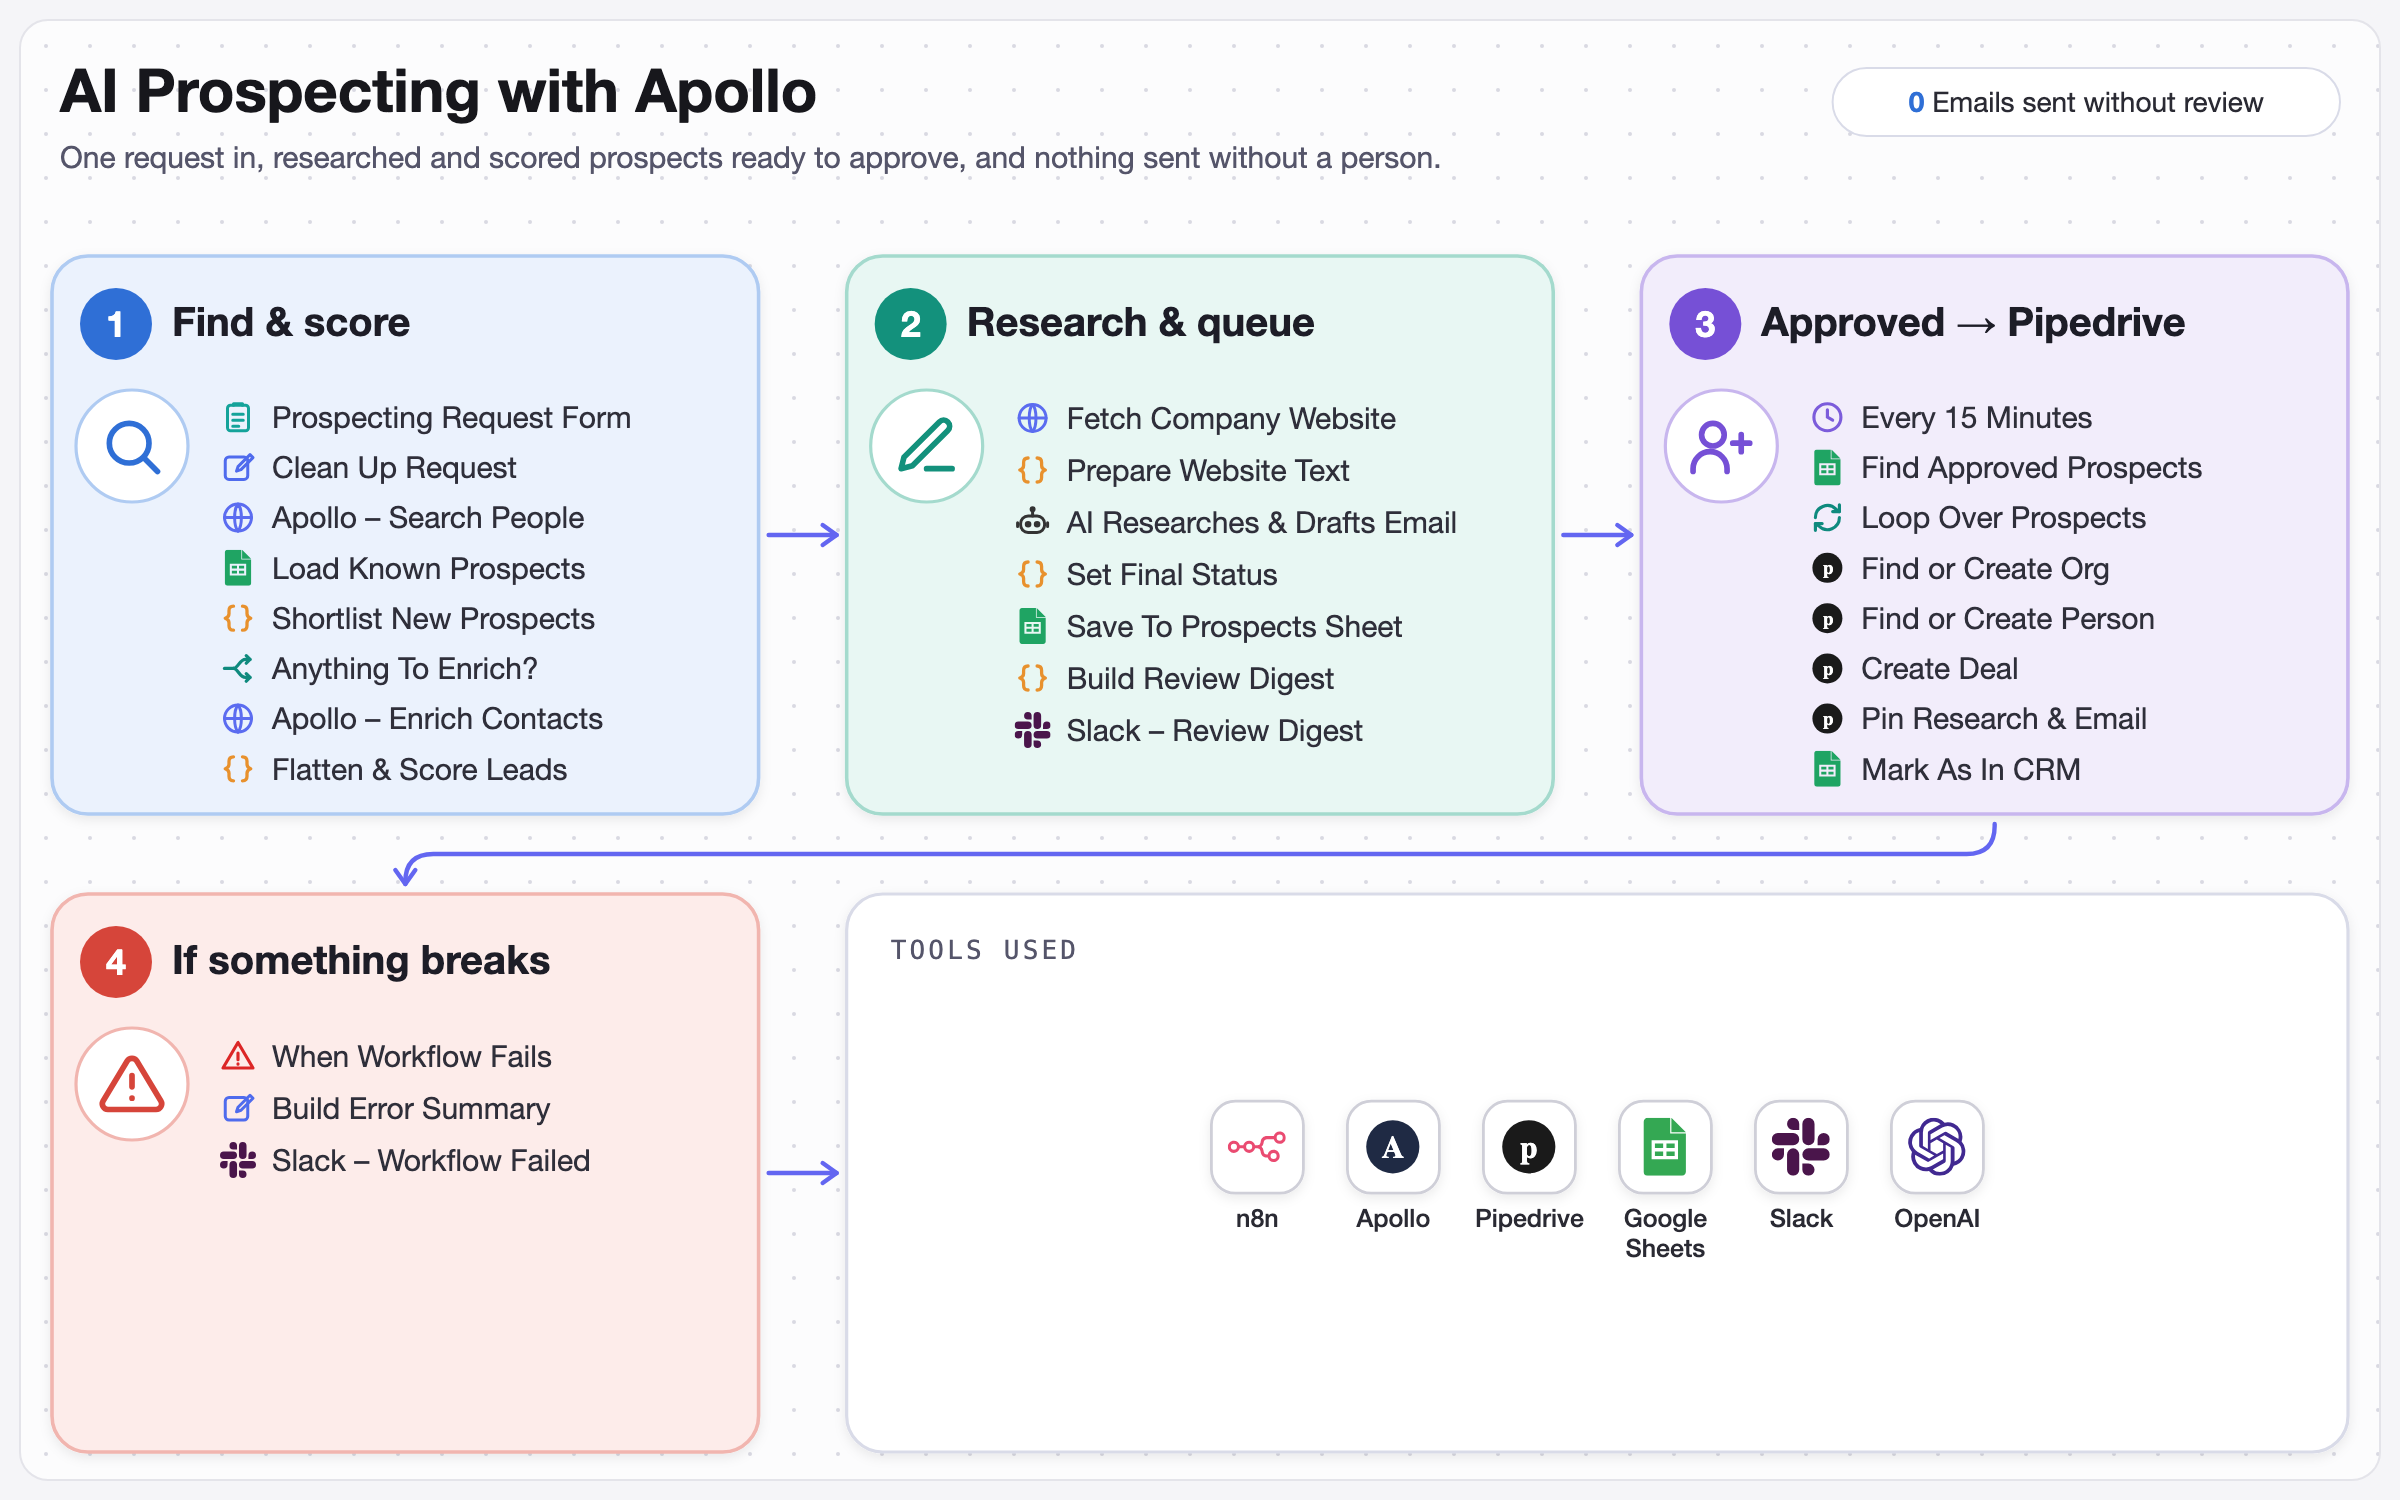 AI Prospecting with Apollo
0 Emails sent without review
One request in, researched and scored prospects ready to approve, and nothing sent without a person.
1 Find & score
Prospecting Request Form
Clean Up Request
Apollo – Search People
Load Known Prospects
Shortlist New Prospects
Anything To Enrich?
Apollo – Enrich Contacts
Flatten & Score Leads
2 Research & queue
Fetch Company Website
Prepare Website Text
AI Researches & Drafts Email
Set Final Status
Save To Prospects Sheet
Build Review Digest
Slack – Review Digest
3 Approved → Pipedrive
Every 15 Minutes
Find Approved Prospects
Loop Over Prospects
p Find or Create Org
p Find or Create Person
p Create Deal
p Pin Research & Email
Mark As In CRM
4 If something breaks
When Workflow Fails
Build Error Summary
Slack – Workflow Failed
TOOLS USED
A
p
n8n
Apollo
Pipedrive
Google
Sheets
Slack
OpenAI